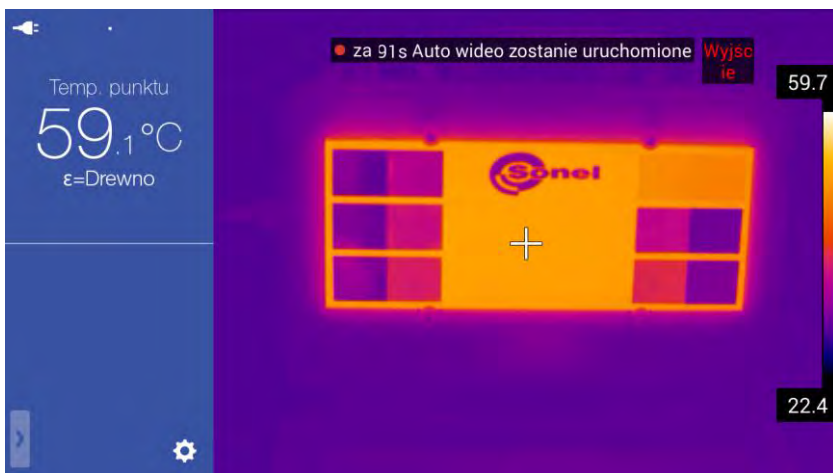 Temp. punktu
59.1°C
ε=Drewno
za 91s Auto wideo zostanie uruchomione
Wyjsc
ie
59.7
Sonel
22.4